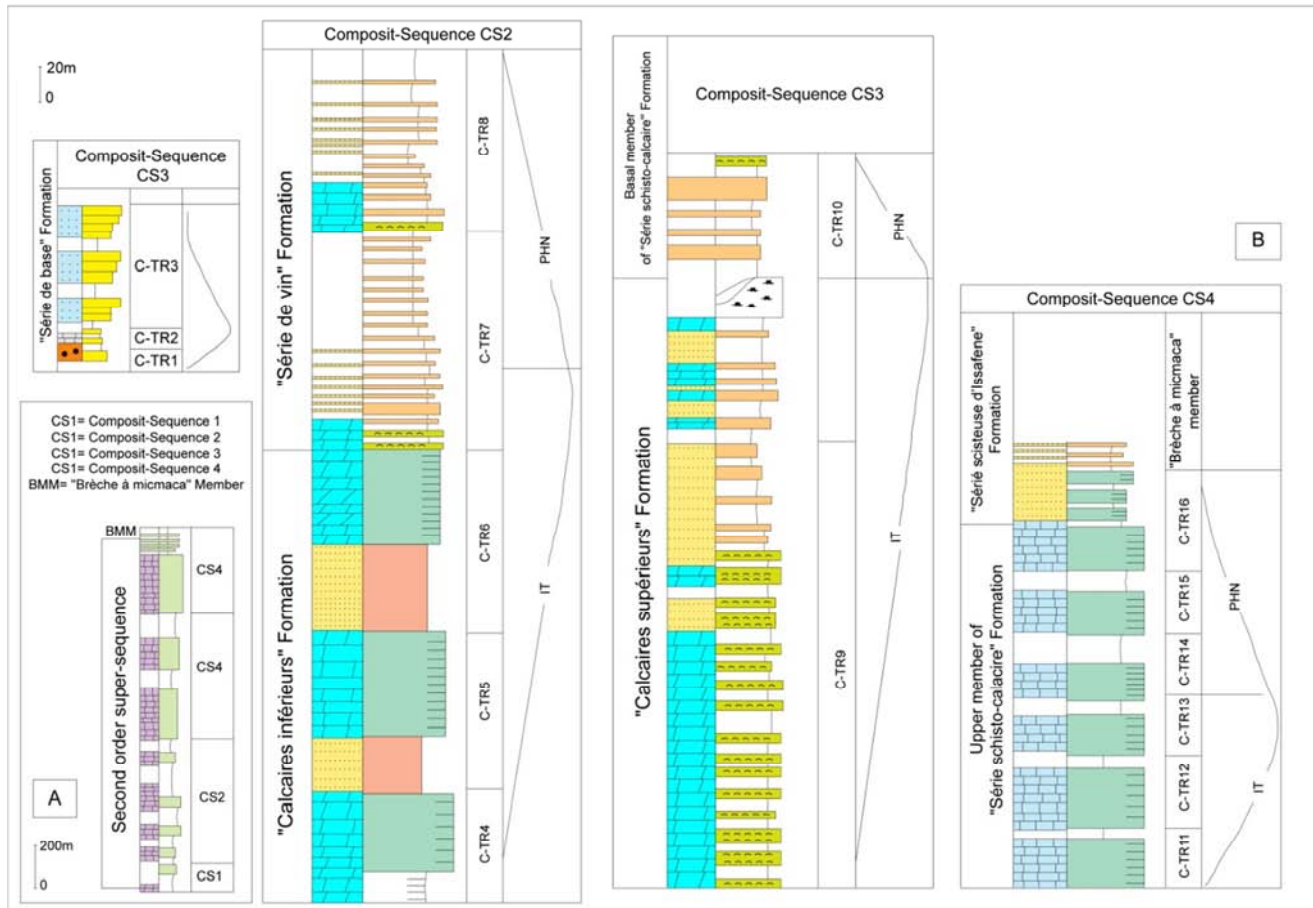 20m
0
Composit-Sequence
CS3
"Série de base" Formation
C-TR3
C-TR2
C-TR1
CS1= Composit-Sequence 1
CS1= Composit-Sequence 2
CS1= Composit-Sequence 3
CS1= Composit-Sequence 4
BMM= "Brèche à micmaca" Member
BMM
Second order super-sequence
CS4
CS4
CS2
CS1
A
200m
0
Composit-Sequence CS2
"Série de vin" Formation
"Calcaires inférieurs" Formation
C-TR8
C-TR7
C-TR6
C-TR5
C-TR4
PHN
IT
Composit-Sequence CS3
Basal member
of "Série schisto-calcaire" Formation
"Calcaires supérieurs" Formation
C-TR10
C-TR9
PHN
IT
B
Composit-Sequence CS4
"Sérié scisteuse d'Issafene"
Formation
Upper member of
"Série schisto-calacire" Formation
"Brèche à micmaca"
member
C-TR16
C-TR15
C-TR14
C-TR13
C-TR12
C-TR11
PHN
IT